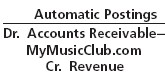 Automatic Postings
Dr. Accounts Receivable–
MyMusicClub.com
Cr. Revenue